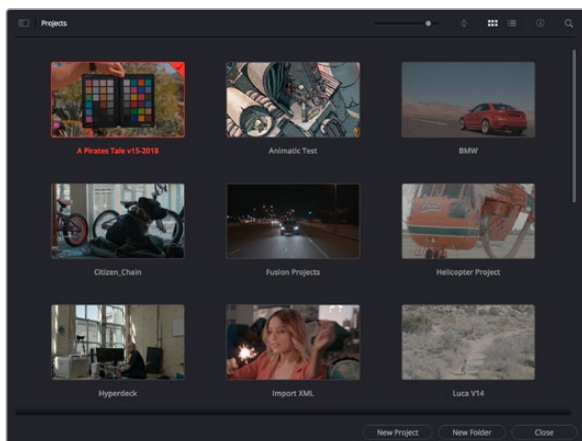 Projects
A Pirates Tale v15-2018
Animatic Test
BMW
Citizen_Chain
Fusion Projects
Helicopter Project
Hyperdeck
Import XML
Luca V14
New Project
New Folder
Close